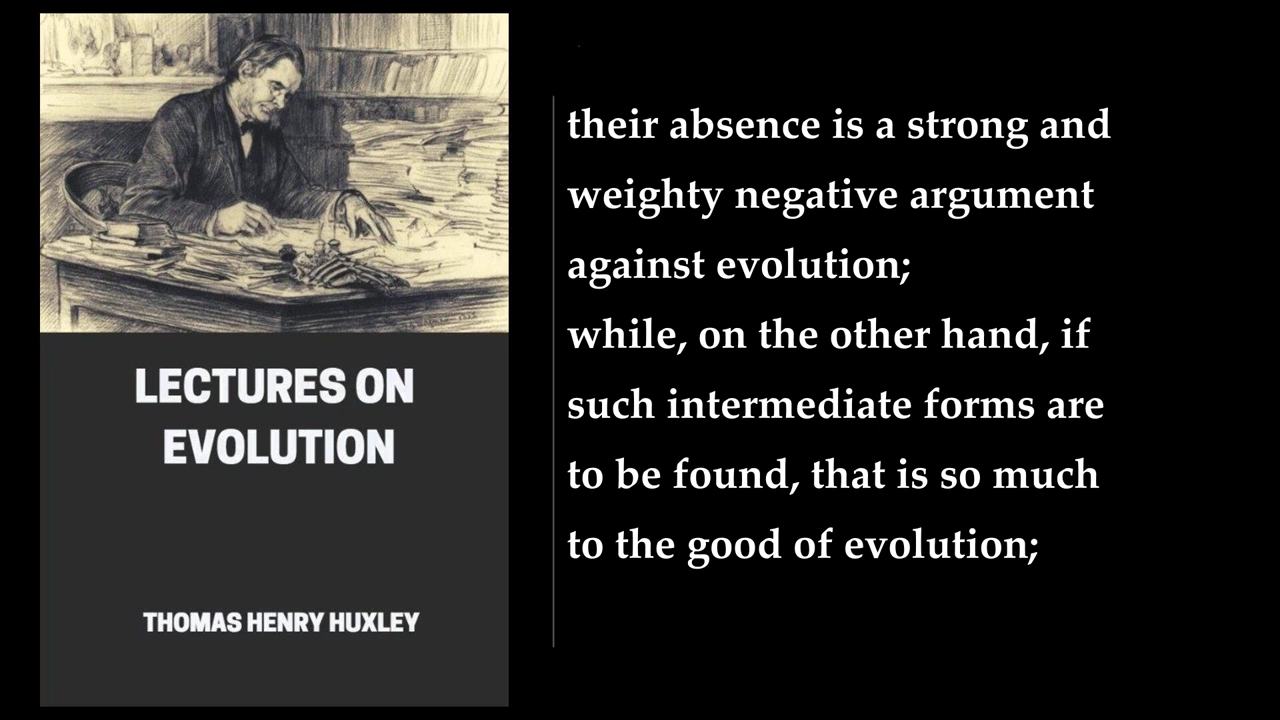 LECTURES ON
EVOLUTION
THOMAS HENRY HUXLEY
their absence is a strong and
weighty negative argument
against evolution;
while, on the other hand, if
such intermediate forms are
to be found, that is so much
to the good of evolution;